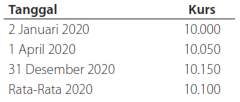 Tanggal Kurs
2 Januari 2020 10.000
1 April 2020 10.050
31 Desember 2020 10.150
Rata-Rata 2020 10.100